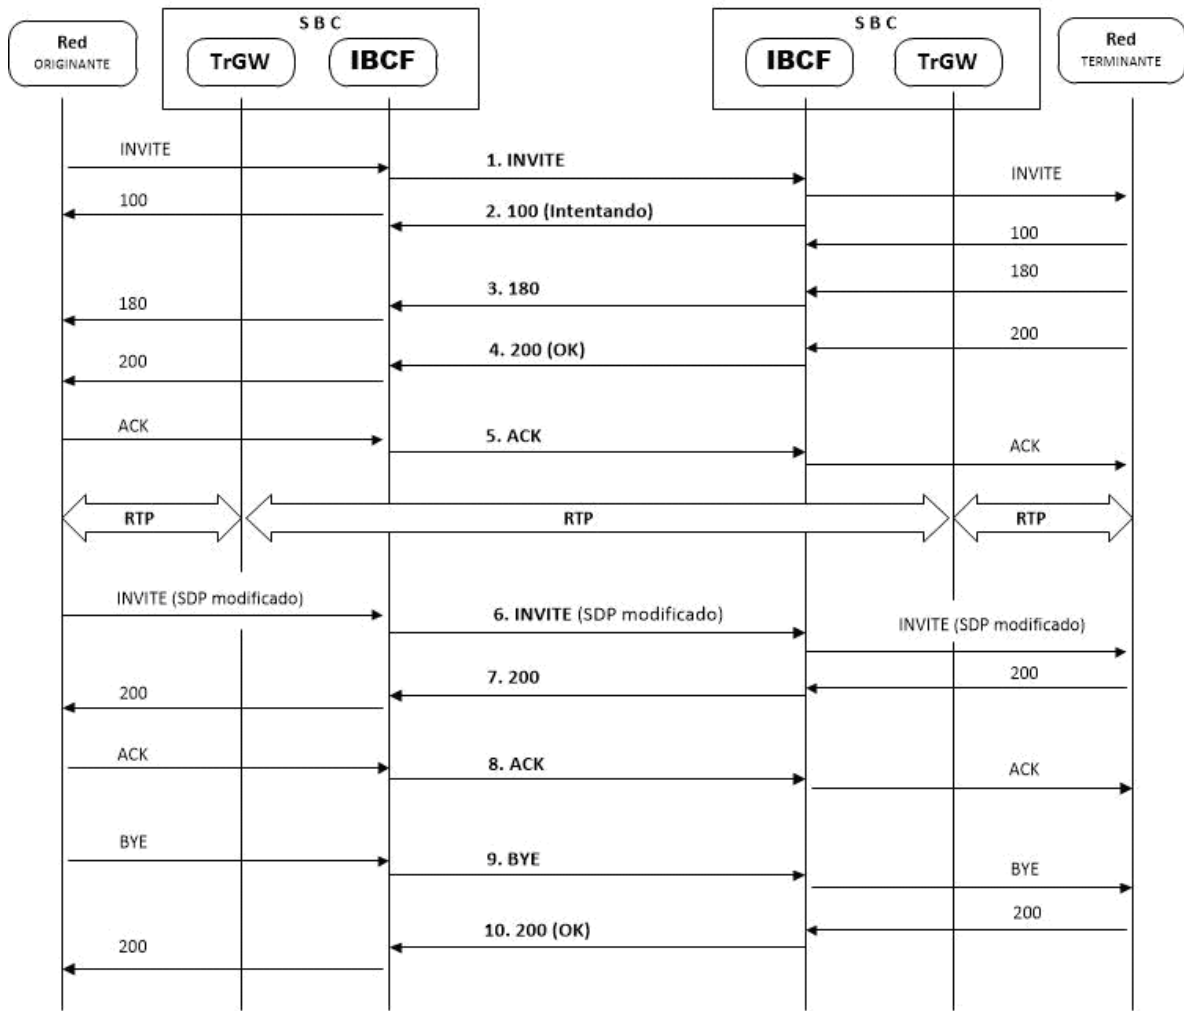 S B C
S B C
Red
ORIGINANTE
TrGW
IBCF
IBCF
TrGW
Red
TERMINANTE
INVITE
1. INVITE
INVITE
100
2. 100 (Intentando)
100
180
3. 180
180
200
4. 200 (OK)
200
ACK
5. ACK
ACK
RTP
RTP
RTP
INVITE (SDP modificado)
6. INVITE (SDP modificado)
INVITE (SDP modificado)
200
7. 200
200
ACK
8. ACK
ACK
BYE
9. BYE
BYE
200
10. 200 (OK)
200